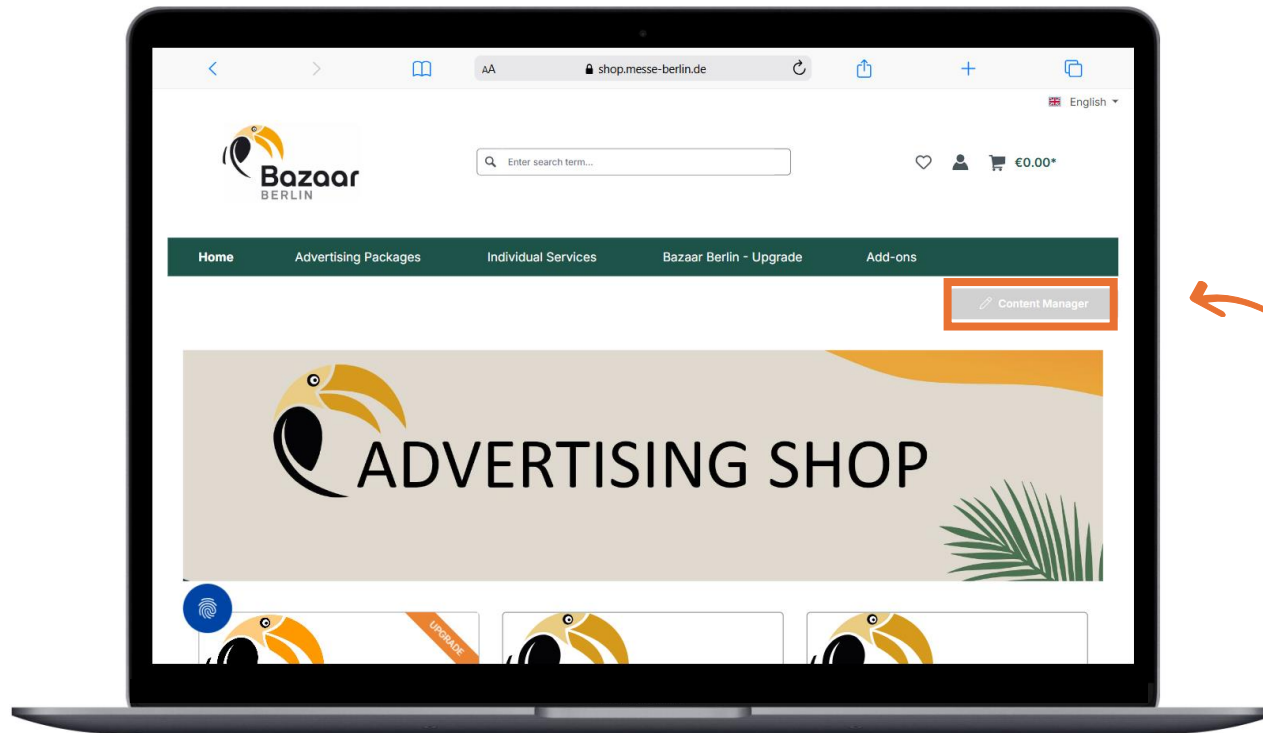 AA
shop.messe-berlin.de
English
Bazaar
BERLIN
Enter search term...
€0.00*
Home
Advertising Packages
Individual Services
Bazaar Berlin - Upgrade
Add-ons
Content Manager
ADVERTISING SHOP
UPGRADE